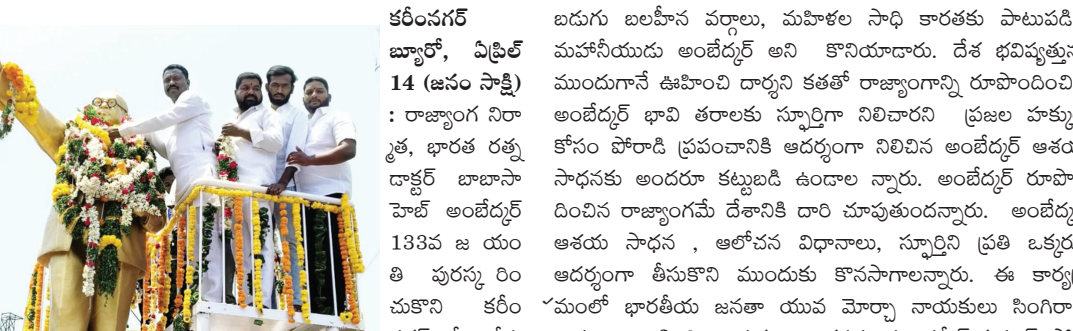 కరీంనగర్
బ్యూరో, ఏప్రిల్
14 (జనం సాక్షి)
: రాజ్యాంగ నిరా
్మత, భారత రత్న
డాక్టర్ బాబాసా
హెబ్ అంబేద్కర్
133వ జ యం
తి పురస్క రిం
చుకొని కరీం
బడుగు బలహీన వర్గాలు, మహిళల సాధి కారతకు పాటుపడి
మహనీయుడు అంబేద్కర్ అని కొనియాడారు. దేశ భవిష్యత్తును
ముందుగానే ఊహించి దార్శని కతతో రాజ్యాంగాన్ని రూపొందించి
అంబేద్కర్ భావి తరాలకు స్ఫూర్తిగా నిలిచారని ప్రజల హక్కు
కోసం పోరాడి ప్రపంచానికి ఆదర్శంగా నిలిచిన అంబేద్కర్ ఆశయ
సాధనకు అందరూ కట్టుబడి ఉండాల న్నారు. అంబేద్కర్ రూపొ
దించిన రాజ్యాంగమే దేశానికి దారి చూపుతుందన్నారు. అంబేద్క
ఆశయ సాధన , ఆలోచన విధానాలు, స్ఫూర్తిని ప్రతి ఒక్కరు
ఆదర్శంగా తీసుకొని ముందుకు కొనసాగాలన్నారు. ఈ కార్య
మంలో భారతీయ జనతా యువ మోర్చా నాయకులు సింగిరా